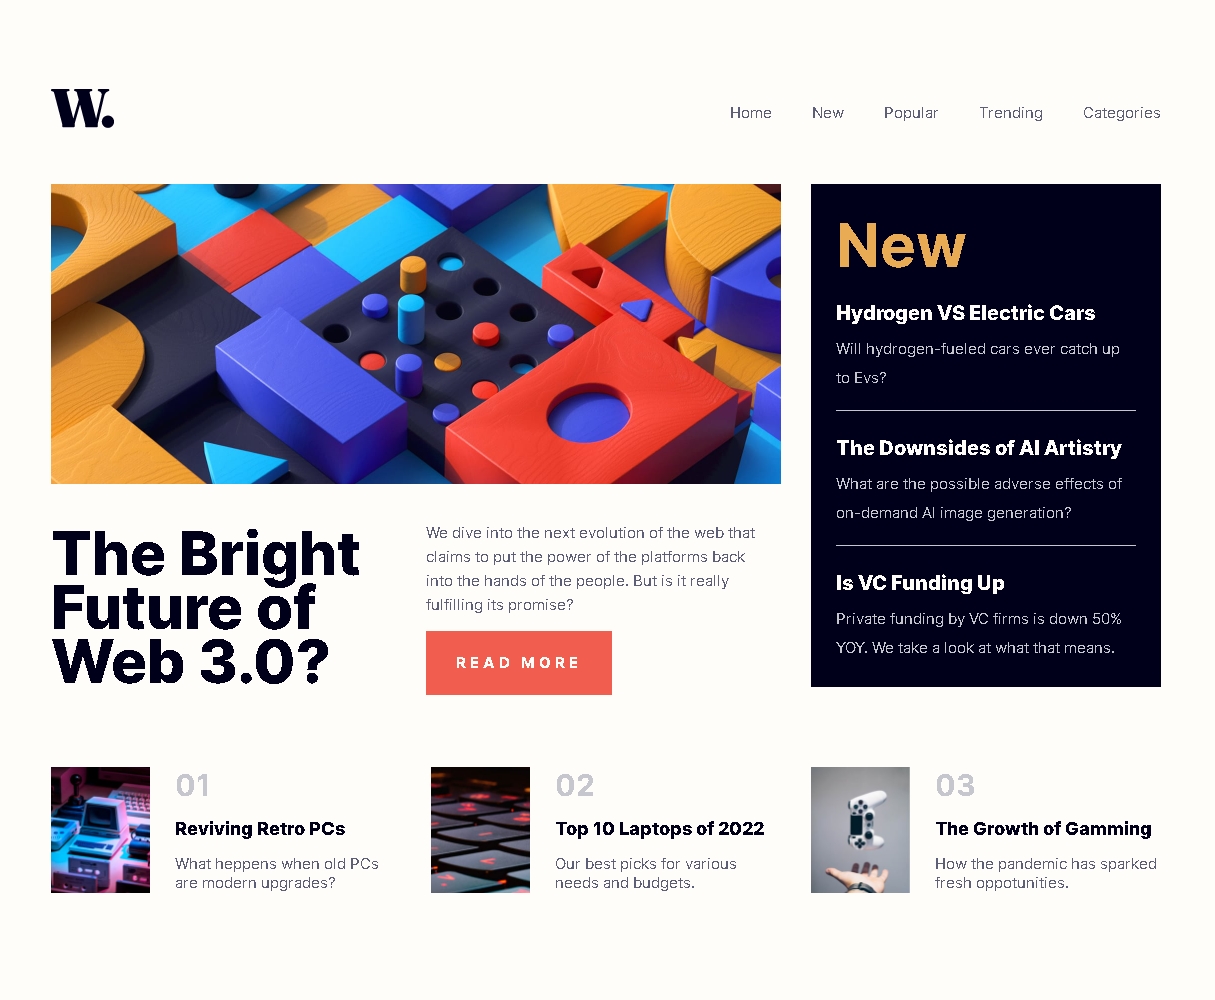 W.
Home New Popular Trending Categories
The Bright
Future of
Web 3.0?
We dive into the next evolution of the web that
claims to put the power of the platforms back
into the hands of the people. But is it really
fulfilling its promise?
READ MORE
New
Hydrogen VS Electric Cars
Will hydrogen-fueled cars ever catch up
to Evs?
The Downsides of AI Artistry
What are the possible adverse effects of
on-demand AI image generation?
Is VC Funding Up
Private funding by VC firms is down 50%
YOY. We take a look at what that means.
01
Reviving Retro PCs
What heppens when old PCs
are modern upgrades?
02
Top 10 Laptops of 2022
Our best picks for various
needs and budgets.
03
The Growth of Gamming
How the pandemic has sparked
fresh oppotunities.